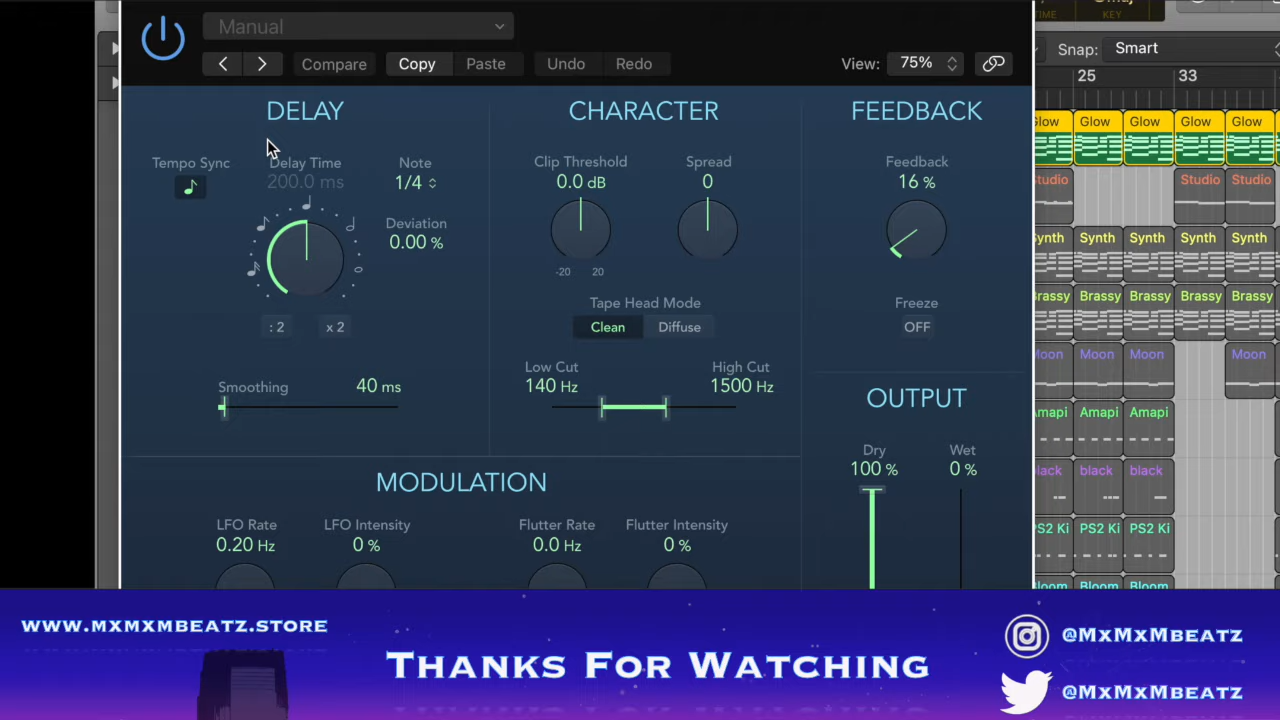 Manual
TIME KEY
Compare Copy Paste Undo Redo View: 75%
Snap: Smart
25 33
DELAY
Tempo Sync
Delay Time
200.0 ms
Note
1/4
Deviation
0.00 %
: 2 x 2
Smoothing 40 ms
CHARACTER
Clip Threshold
0.0 dB
-20 20
Spread
0
Tape Head Mode
Clean Diffuse
Low Cut
140 Hz
High Cut
1500 Hz
FEEDBACK
Feedback
16 %
Freeze
OFF
OUTPUT
Dry
100 %
Wet
0 %
MODULATION
LFO Rate
0.20 Hz
LFO Intensity
0 %
Flutter Rate
0.0 Hz
Flutter Intensity
0 %
Glow Glow Glow Glow Glow
Studio Studio Studio
Synth Synth Synth Synth Synth
Brassy Brassy Brassy Brassy Brassy
Moon Moon Moon Moon
Amapi Amapi Amapi
black black black
PS2 Ki PS2 Ki PS2 Ki
Bloom Bloom Bloom
www.mxmxmbeatz.store
Thanks For Watching
@MxMxMbeatz
@MxMxMbeatz